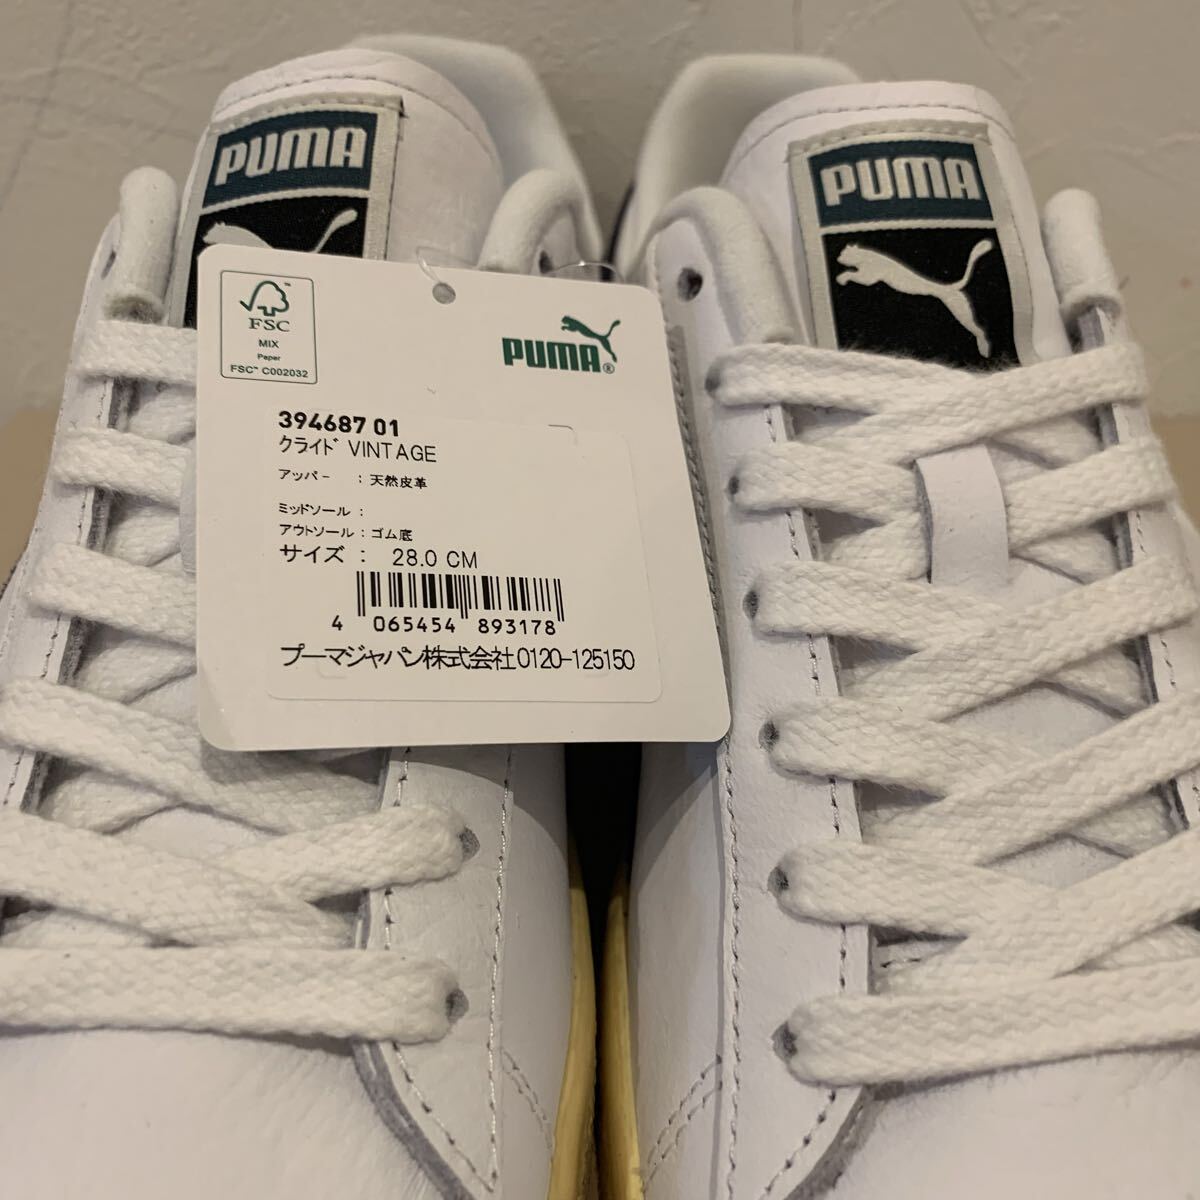 PUMA
PUMA
FSC
MIX
Paper
FSC™ C002032
PUMA®
394687 01
クライド VINTAGE
アッパー : 天然皮革
ミッドソール :
アウトソール : ゴム底
サイズ : 28.0 CM
4 065454 893178
プーマジャパン株式会社0120-125150